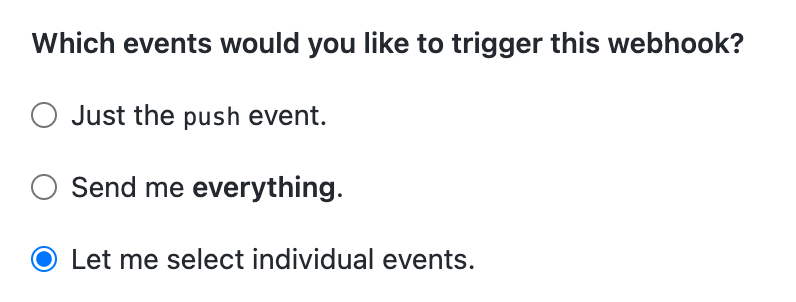 Which events would you like to trigger this webhook?
Just the push event.
Send me everything.
Let me select individual events.